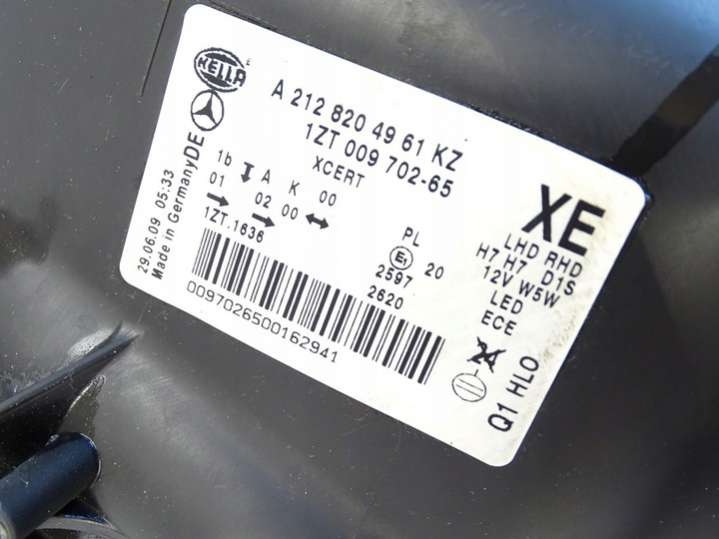 HELLA
A 212 820 4961 KZ
1ZT 009 702-65
XCERT
DE
Made in Germany
29.06.09 05:33
1b A K 00
01 02 00
1ZT.1636
PL
E1 20
2597
2620
0097026500162941
XE
LHD RHD
H7 H7 D1S
12V W5W
LED
ECE
24
Q1 HLO